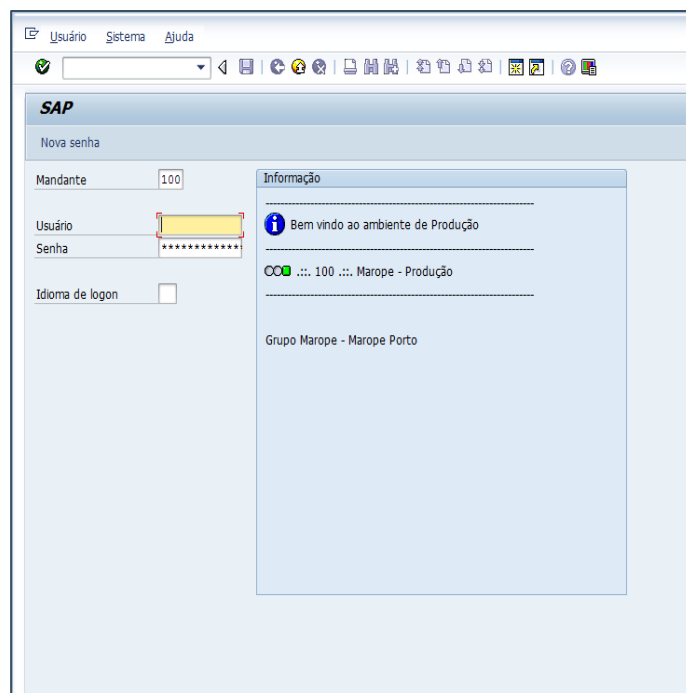 Usuário Sistema Ajuda
SAP
Nova senha
Mandante 100
Usuário
Senha *************
Idioma de logon
Informação
--------------------------------------------------------------------
Bem vindo ao ambiente de Produção
--------------------------------------------------------------------
.::. 100 .::. Marope - Produção
--------------------------------------------------------------------
Grupo Marope - Marope Porto